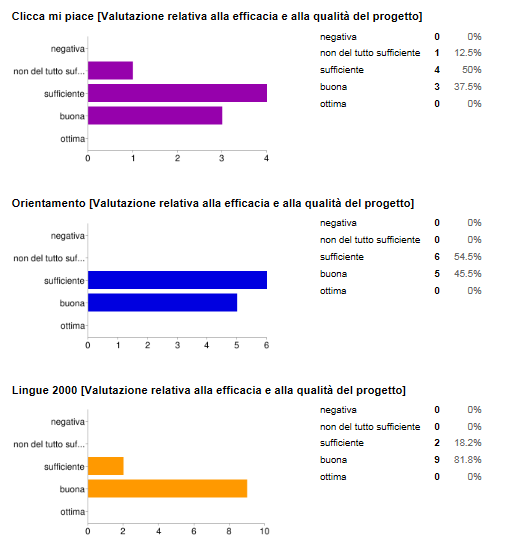 Clicca mi piace [Valutazione relativa alla efficacia e alla qualità del progetto]
negativa
non del tutto suf...
sufficiente
buona
ottima
0 1 2 3 4
negativa 0 0%
non del tutto sufficiente 1 12.5%
sufficiente 4 50%
buona 3 37.5%
ottima 0 0%
Orientamento [Valutazione relativa alla efficacia e alla qualità del progetto]
negativa
non del tutto suf...
sufficiente
buona
ottima
0 1 2 3 4 5 6
negativa 0 0%
non del tutto sufficiente 0 0%
sufficiente 6 54.5%
buona 5 45.5%
ottima 0 0%
Lingue 2000 [Valutazione relativa alla efficacia e alla qualità del progetto]
negativa
non del tutto suf...
sufficiente
buona
ottima
0 2 4 6 8 10
negativa 0 0%
non del tutto sufficiente 0 0%
sufficiente 2 18.2%
buona 9 81.8%
ottima 0 0%